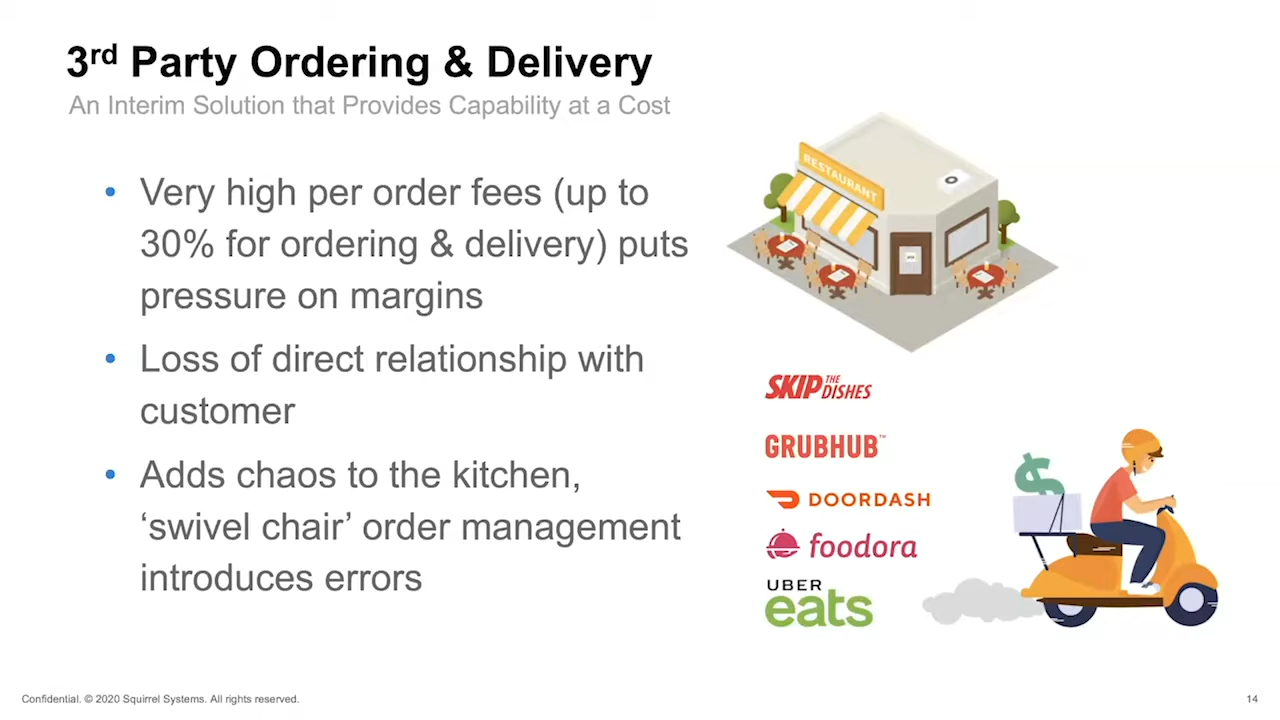 3rd Party Ordering & Delivery
An Interim Solution that Provides Capability at a Cost
• Very high per order fees (up to
30% for ordering & delivery) puts
pressure on margins
• Loss of direct relationship with
customer
• Adds chaos to the kitchen,
‘swivel chair’ order management
introduces errors
RESTAURANT
SKIP THE DISHES
GRUBHUB™
DOORDASH
foodora
UBER
eats
$
Confidential. © 2020 Squirrel Systems. All rights reserved.
14